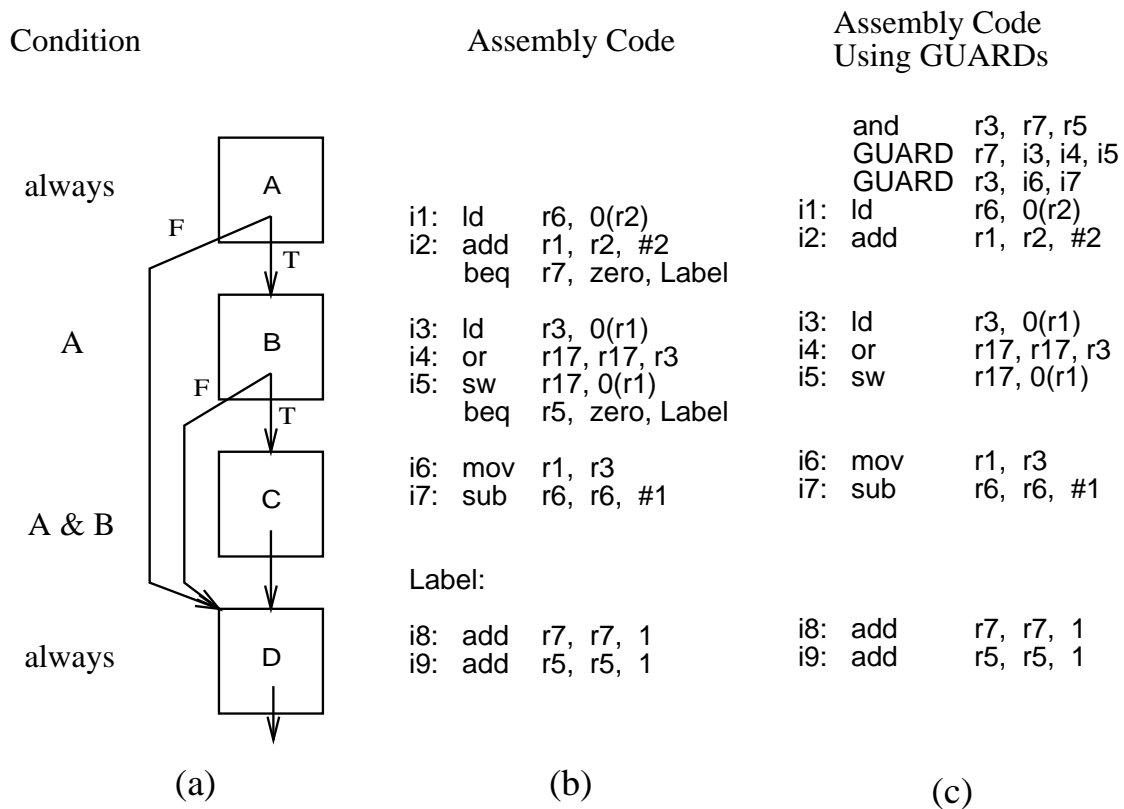 Condition
always
A
A & B
always
A
F
T
B
F
T
C
D
(a)
Assembly Code
i1: ld r6, 0(r2)
i2: add r1, r2, #2
beq r7, zero, Label
i3: ld r3, 0(r1)
i4: or r17, r17, r3
i5: sw r17, 0(r1)
beq r5, zero, Label
i6: mov r1, r3
i7: sub r6, r6, #1
Label:
i8: add r7, r7, 1
i9: add r5, r5, 1
(b)
Assembly Code
Using GUARDs
and r3, r7, r5
GUARD r7, i3, i4, i5
GUARD r3, i6, i7
i1: ld r6, 0(r2)
i2: add r1, r2, #2
i3: ld r3, 0(r1)
i4: or r17, r17, r3
i5: sw r17, 0(r1)
i6: mov r1, r3
i7: sub r6, r6, #1
i8: add r7, r7, 1
i9: add r5, r5, 1
(c)